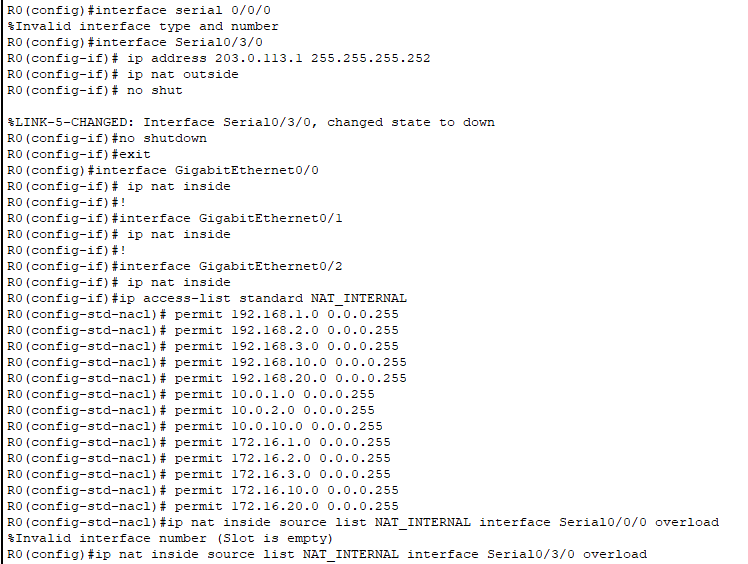 R0(config)#interface serial 0/0/0
%Invalid interface type and number
R0(config)#interface Serial0/3/0
R0(config-if)# ip address 203.0.113.1 255.255.255.252
R0(config-if)# ip nat outside
R0(config-if)# no shut

%LINK-5-CHANGED: Interface Serial0/3/0, changed state to down
R0(config-if)#no shutdown
R0(config-if)#exit
R0(config)#interface GigabitEthernet0/0
R0(config-if)# ip nat inside
R0(config-if)#!
R0(config-if)#interface GigabitEthernet0/1
R0(config-if)# ip nat inside
R0(config-if)#!
R0(config-if)#interface GigabitEthernet0/2
R0(config-if)# ip nat inside
R0(config-if)#ip access-list standard NAT_INTERNAL
R0(config-std-nacl)# permit 192.168.1.0 0.0.0.255
R0(config-std-nacl)# permit 192.168.2.0 0.0.0.255
R0(config-std-nacl)# permit 192.168.3.0 0.0.0.255
R0(config-std-nacl)# permit 192.168.10.0 0.0.0.255
R0(config-std-nacl)# permit 192.168.20.0 0.0.0.255
R0(config-std-nacl)# permit 10.0.1.0 0.0.0.255
R0(config-std-nacl)# permit 10.0.2.0 0.0.0.255
R0(config-std-nacl)# permit 10.0.10.0 0.0.0.255
R0(config-std-nacl)# permit 172.16.1.0 0.0.0.255
R0(config-std-nacl)# permit 172.16.2.0 0.0.0.255
R0(config-std-nacl)# permit 172.16.3.0 0.0.0.255
R0(config-std-nacl)# permit 172.16.10.0 0.0.0.255
R0(config-std-nacl)# permit 172.16.20.0 0.0.0.255
R0(config-std-nacl)#ip nat inside source list NAT_INTERNAL interface Serial0/0/0 overload
%Invalid interface number (Slot is empty)
R0(config)#ip nat inside source list NAT_INTERNAL interface Serial0/3/0 overload